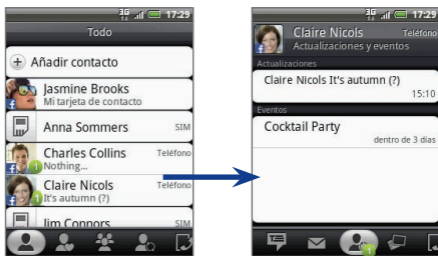 3G 17:29
Todo
Añadir contacto
Jasmine Brooks
Mi tarjeta de contacto
Anna Sommers SIM
Charles Collins Teléfono
Nothing...
Claire Nicols Teléfono
It's autumn (?)
Jim Connors SIM
3G 17:29
Claire Nicols Teléfono
Actualizaciones y eventos
Actualizaciones
Claire Nicols It's autumn (?)
15:10
Eventos
Cocktail Party
dentro de 3 días